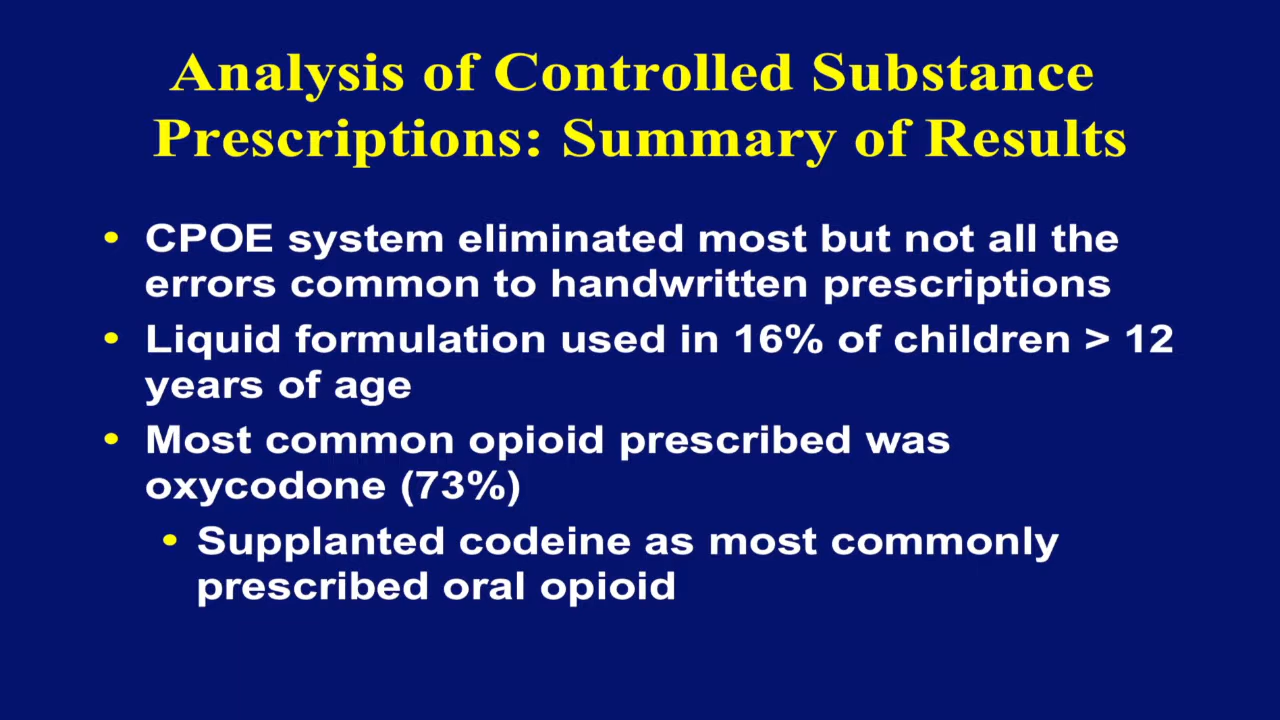 Analysis of Controlled Substance
Prescriptions: Summary of Results
• CPOE system eliminated most but not all the
errors common to handwritten prescriptions
• Liquid formulation used in 16% of children > 12
years of age
• Most common opioid prescribed was
oxycodone (73%)
• Supplanted codeine as most commonly
prescribed oral opioid